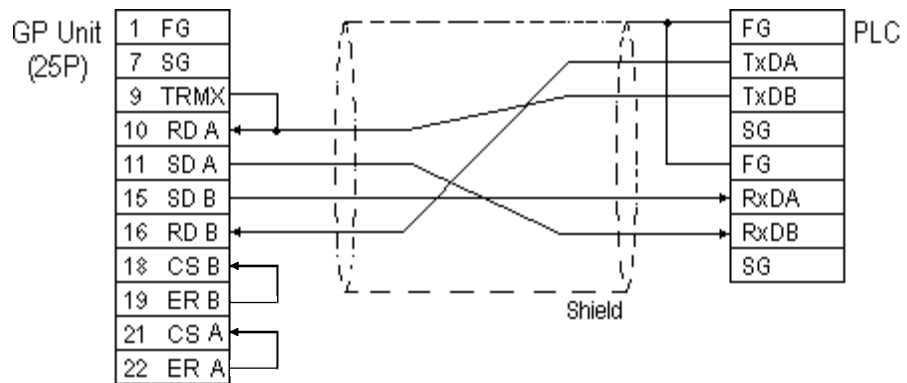 GP Unit
(25P)
1 FG
7 SG
9 TRMX
10 RD A
11 SD A
15 SD B
16 RD B
18 CS B
19 ER B
21 CS A
22 ER A
Shield
PLC
FG
TxDA
TxDB
SG
FG
RxDA
RxDB
SG